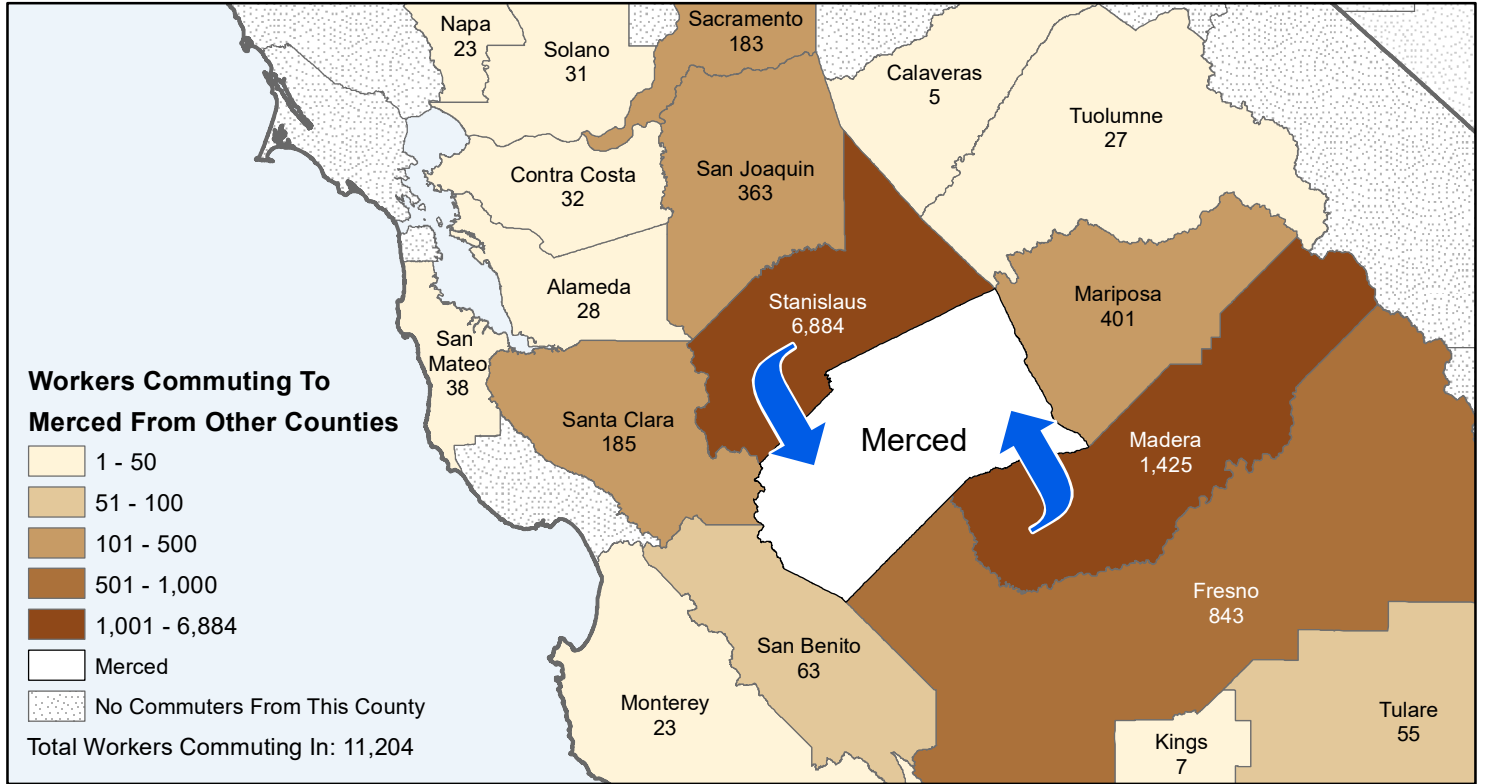 Napa
23
Solano
31
Sacramento
183
Calaveras
5
Tuolumne
27
Contra Costa
32
San Joaquin
363
Alameda
28
Stanislaus
6,884
Mariposa
401
San
Mateo
38
Santa Clara
185
Merced
Madera
1,425
Fresno
843
San Benito
63
Monterey
23
Kings
7
Tulare
55
Workers Commuting To
Merced From Other Counties
1 - 50
51 - 100
101 - 500
501 - 1,000
1,001 - 6,884
Merced
No Commuters From This County
Total Workers Commuting In: 11,204